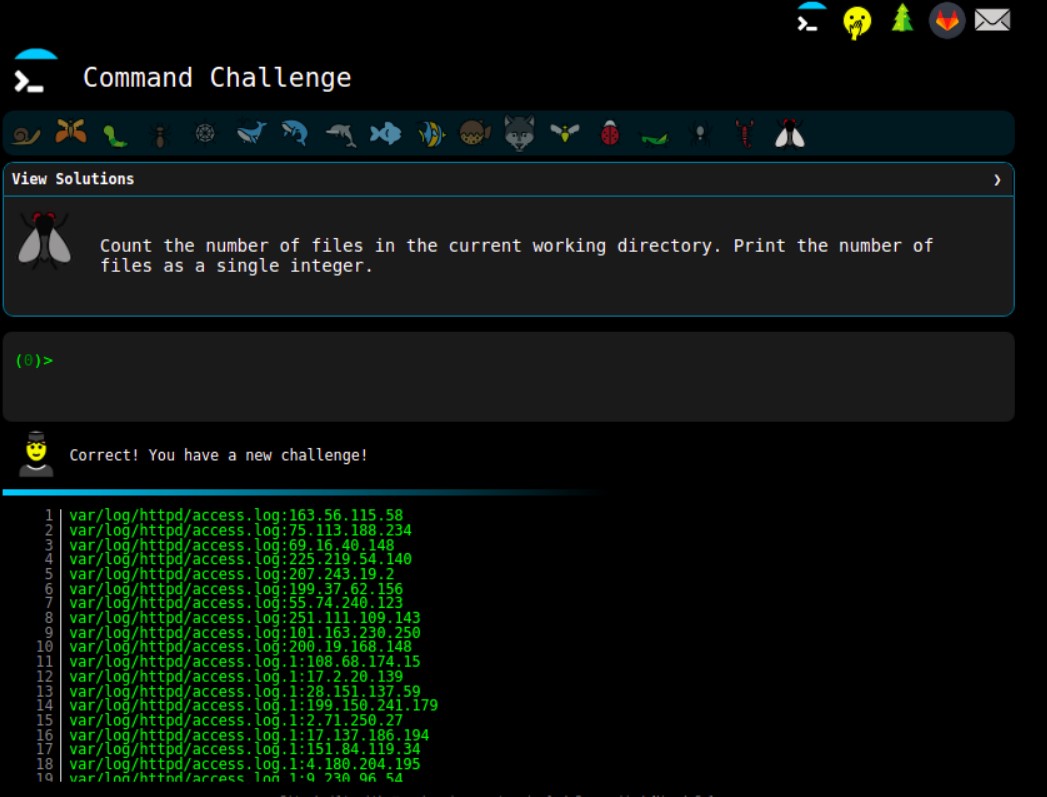 Command Challenge
View Solutions
Count the number of files in the current working directory. Print the number of
files as a single integer.
(0)>
Correct! You have a new challenge!
1 var/log/httpd/access.log:163.56.115.58
2 var/log/httpd/access.log:75.113.188.234
3 var/log/httpd/access.log:69.16.40.148
4 var/log/httpd/access.log:225.219.54.140
5 var/log/httpd/access.log:207.243.19.2
6 var/log/httpd/access.log:199.37.62.156
7 var/log/httpd/access.log:55.74.240.123
8 var/log/httpd/access.log:251.111.109.143
9 var/log/httpd/access.log:101.163.230.250
10 var/log/httpd/access.log:200.19.168.148
11 var/log/httpd/access.log.1:108.68.174.15
12 var/log/httpd/access.log.1:17.2.20.139
13 var/log/httpd/access.log.1:28.151.137.59
14 var/log/httpd/access.log.1:199.150.241.179
15 var/log/httpd/access.log.1:2.71.250.27
16 var/log/httpd/access.log.1:17.137.186.194
17 var/log/httpd/access.log.1:151.84.119.34
18 var/log/httpd/access.log.1:4.180.204.195
19 var/log/httpd/access.log.1:9.230.96.54